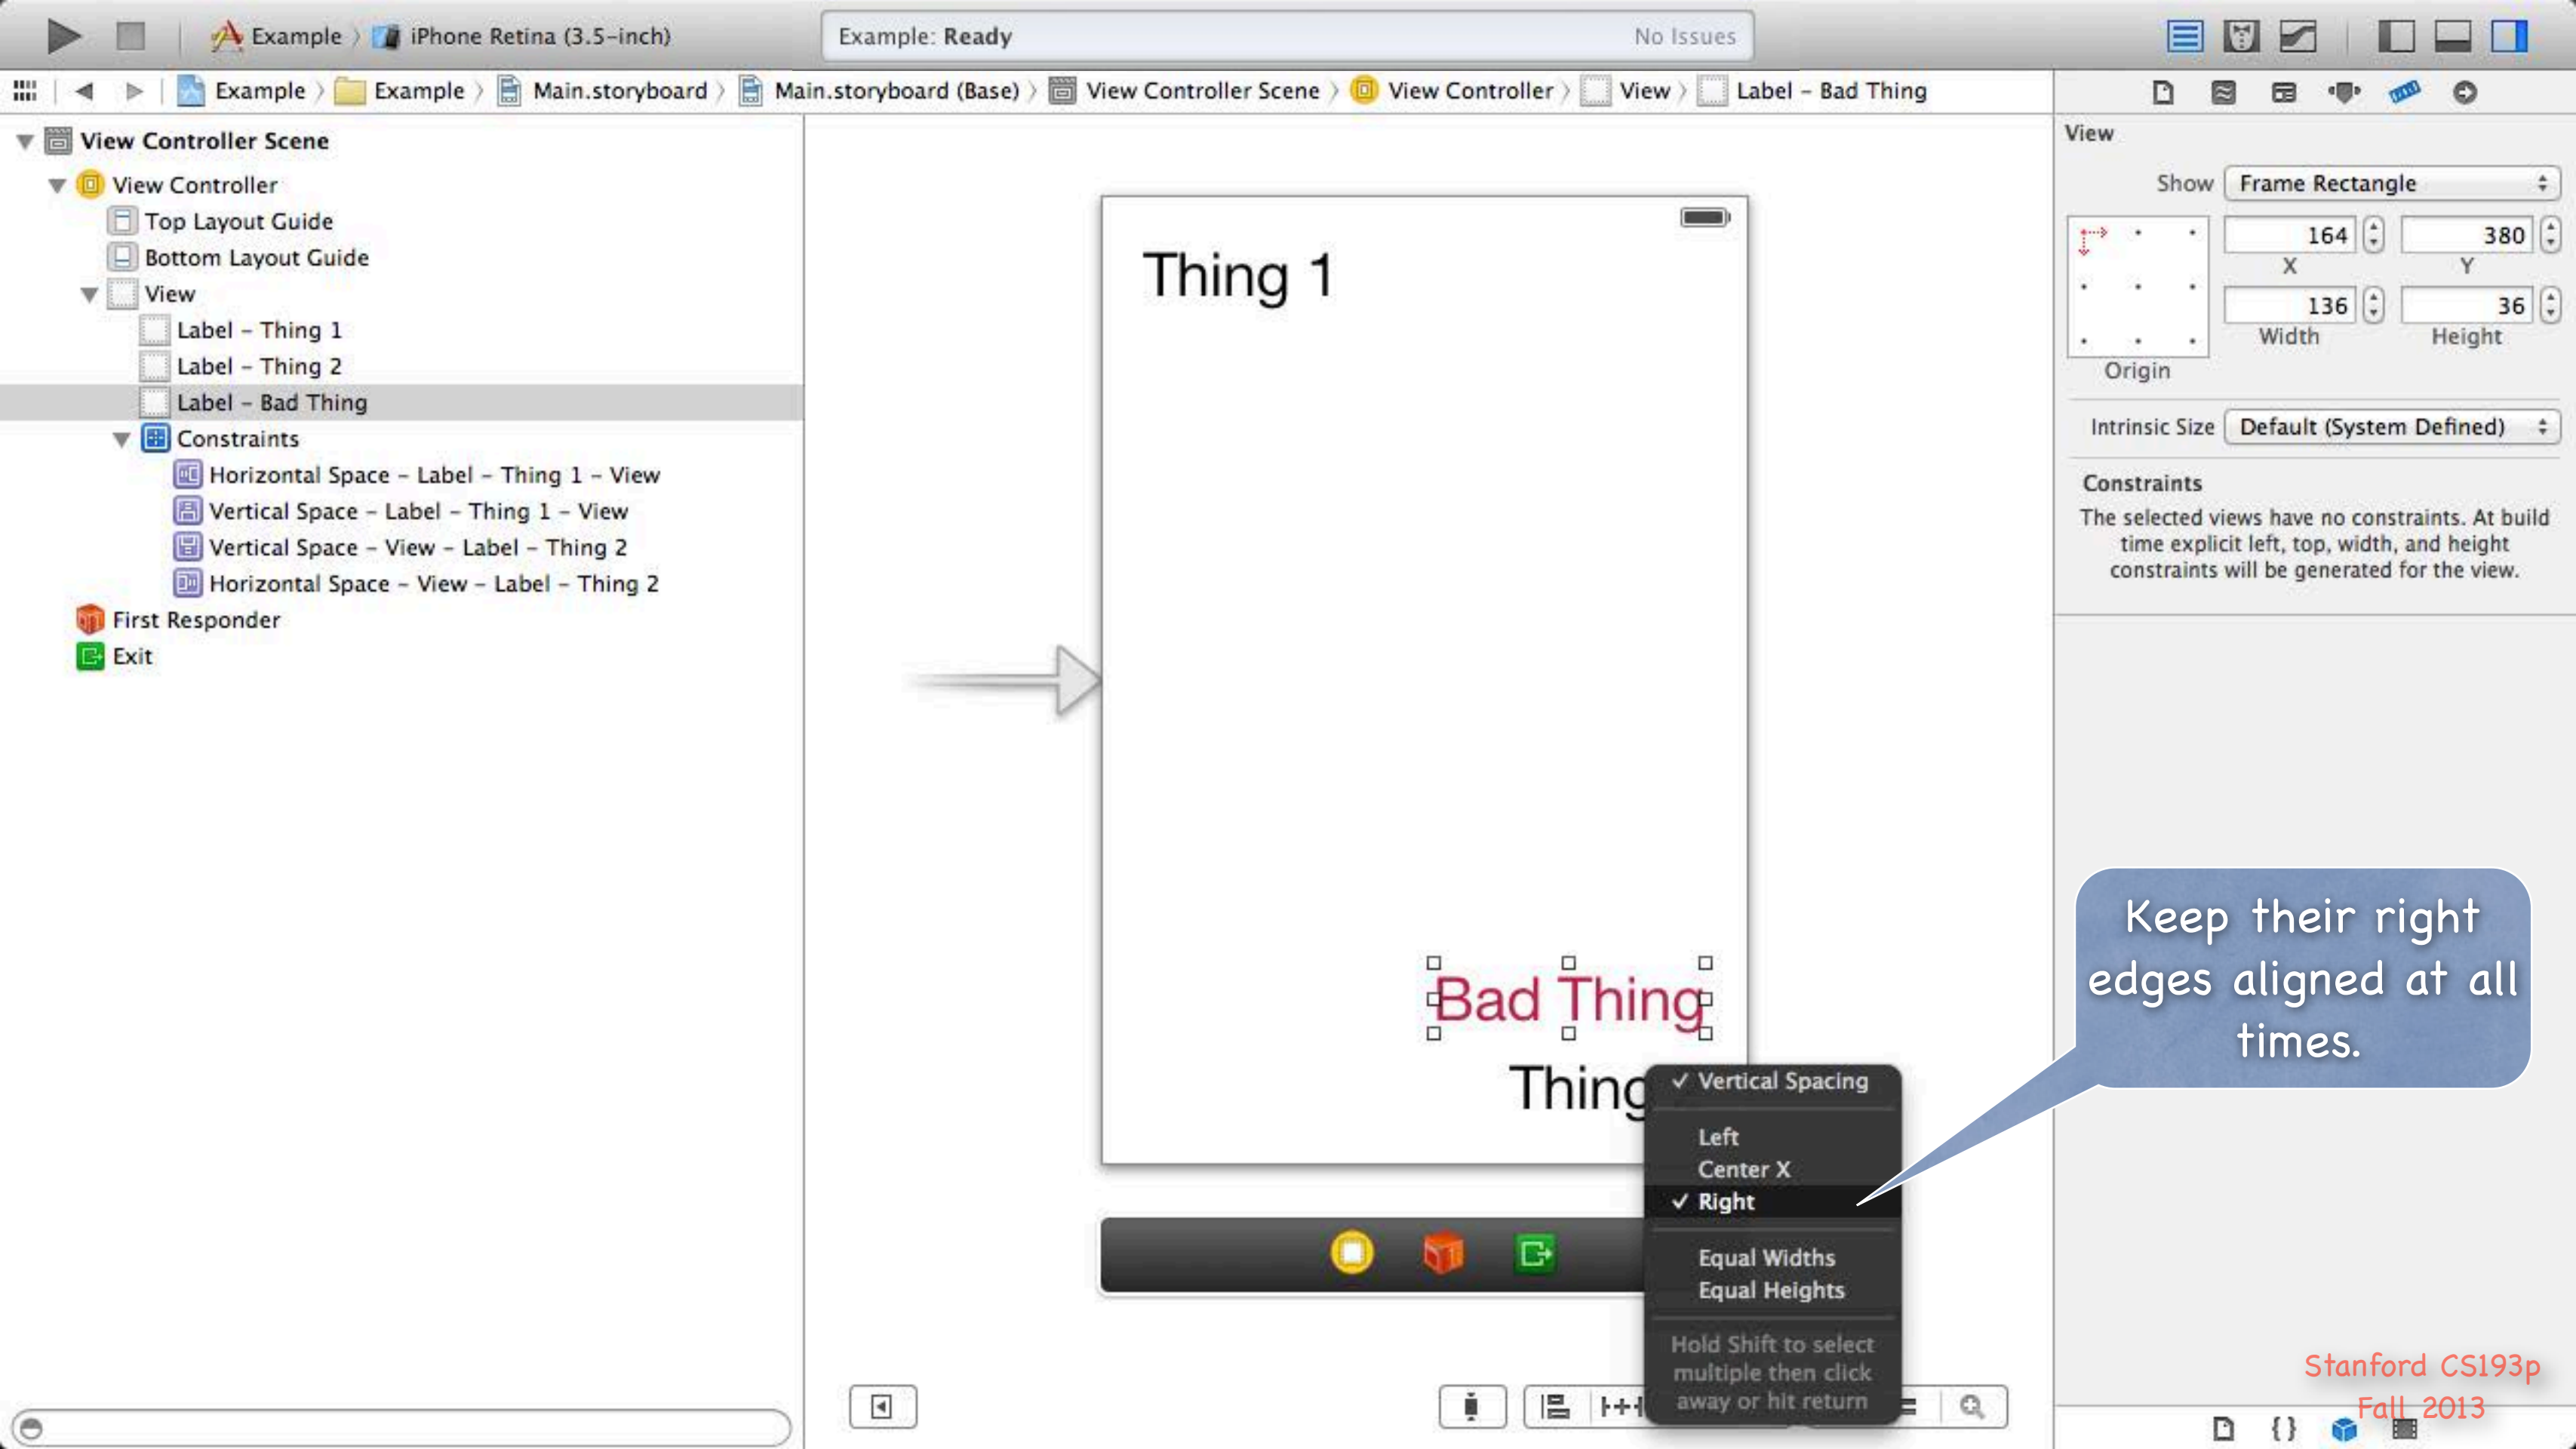 Example
iPhone Retina (3.5-inch)
Example: Ready
No Issues
Example
Example
Main.storyboard
Main.storyboard (Base)
View Controller Scene
View Controller
View
Label - Bad Thing
View Controller Scene
View Controller
Top Layout Guide
Bottom Layout Guide
View
Label - Thing 1
Label - Thing 2
Label - Bad Thing
Constraints
Horizontal Space - Label - Thing 1 - View
Vertical Space - Label - Thing 1 - View
Vertical Space - View - Label - Thing 2
Horizontal Space - View - Label - Thing 2
First Responder
Exit
Thing 1
Bad Thing
Thing
Vertical Spacing
Left
Center X
Right
Equal Widths
Equal Heights
Hold Shift to select
multiple then click
away or hit return
View
Show Frame Rectangle
164 380
X Y
136 36
Width Height
Origin
Intrinsic Size Default (System Defined)
Constraints
The selected views have no constraints. At build
time explicit left, top, width, and height
constraints will be generated for the view.
Keep their right
edges aligned at all
times.
Stanford CS193p
Fall 2013
{}